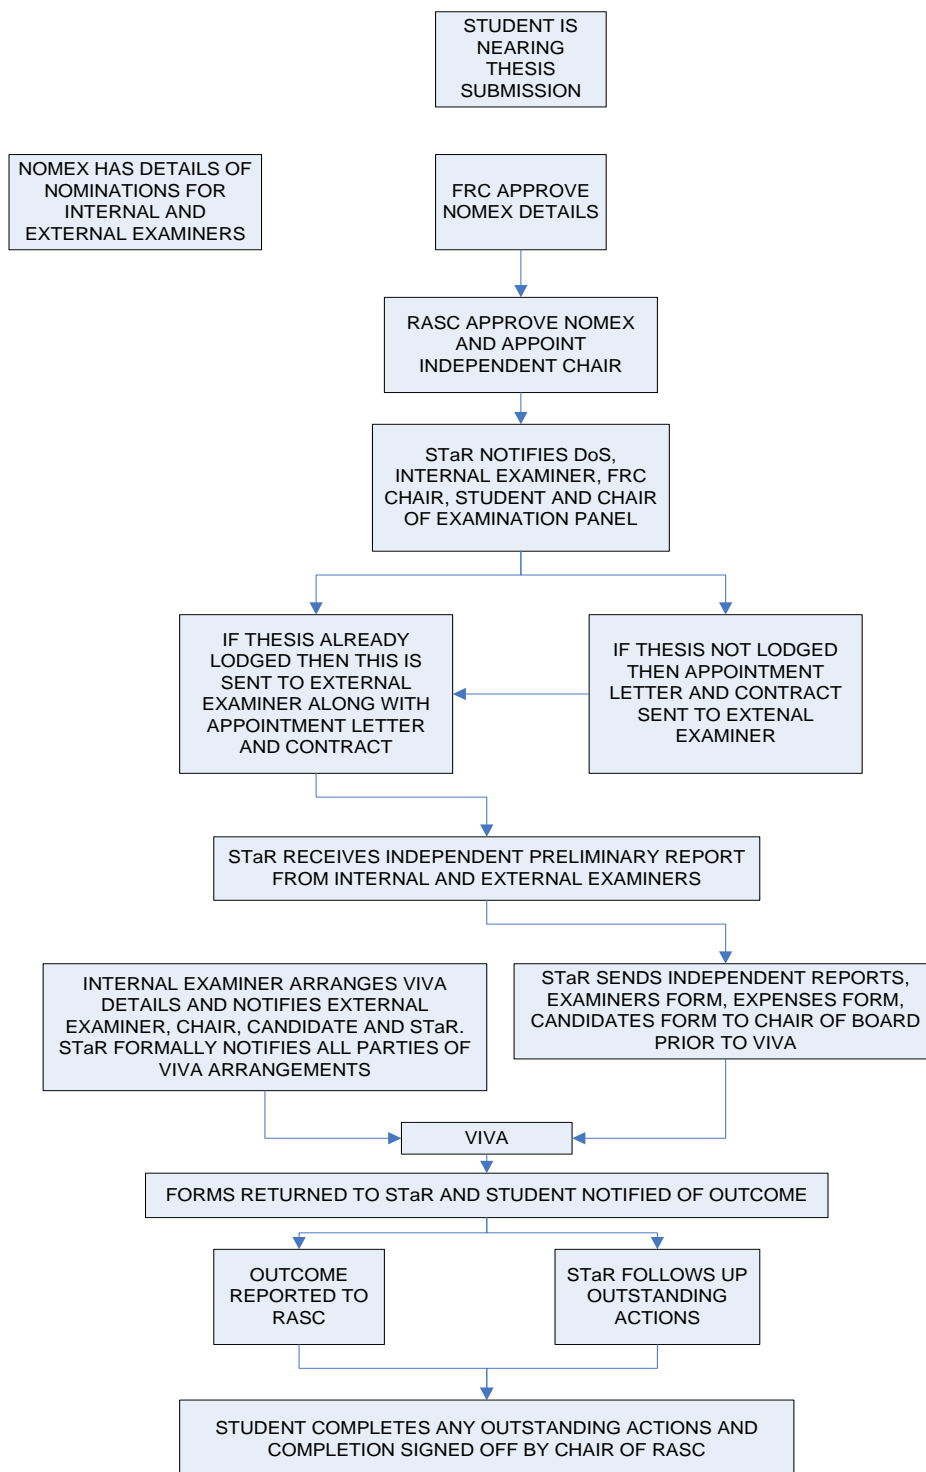 STUDENT IS
NEARING
THESIS
SUBMISSION
NOMEX HAS DETAILS OF
NOMINATIONS FOR
INTERNAL AND
EXTERNAL EXAMINERS
FRC APPROVE
NOMEX DETAILS
RASC APPROVE NOMEX
AND APPOINT
INDEPENDENT CHAIR
STaR NOTIFIES DoS,
INTERNAL EXAMINER, FRC
CHAIR, STUDENT AND CHAIR
OF EXAMINATION PANEL
IF THESIS ALREADY
LODGED THEN THIS IS
SENT TO EXTERNAL
EXAMINER ALONG WITH
APPOINTMENT LETTER
AND CONTRACT
IF THESIS NOT LODGED
THEN APPOINTMENT
LETTER AND CONTRACT
SENT TO EXTENAL
EXAMINER
STaR RECEIVES INDEPENDENT PRELIMINARY REPORT
FROM INTERNAL AND EXTERNAL EXAMINERS
INTERNAL EXAMINER ARRANGES VIVA
DETAILS AND NOTIFIES EXTERNAL
EXAMINER, CHAIR, CANDIDATE AND STaR.
STaR FORMALLY NOTIFIES ALL PARTIES OF
VIVA ARRANGEMENTS
STaR SENDS INDEPENDENT REPORTS,
EXAMINERS FORM, EXPENSES FORM,
CANDIDATES FORM TO CHAIR OF BOARD
PRIOR TO VIVA
VIVA
FORMS RETURNED TO STaR AND STUDENT NOTIFIED OF OUTCOME
OUTCOME
REPORTED TO
RASC
STaR FOLLOWS UP
OUTSTANDING
ACTIONS
STUDENT COMPLETES ANY OUTSTANDING ACTIONS AND
COMPLETION SIGNED OFF BY CHAIR OF RASC